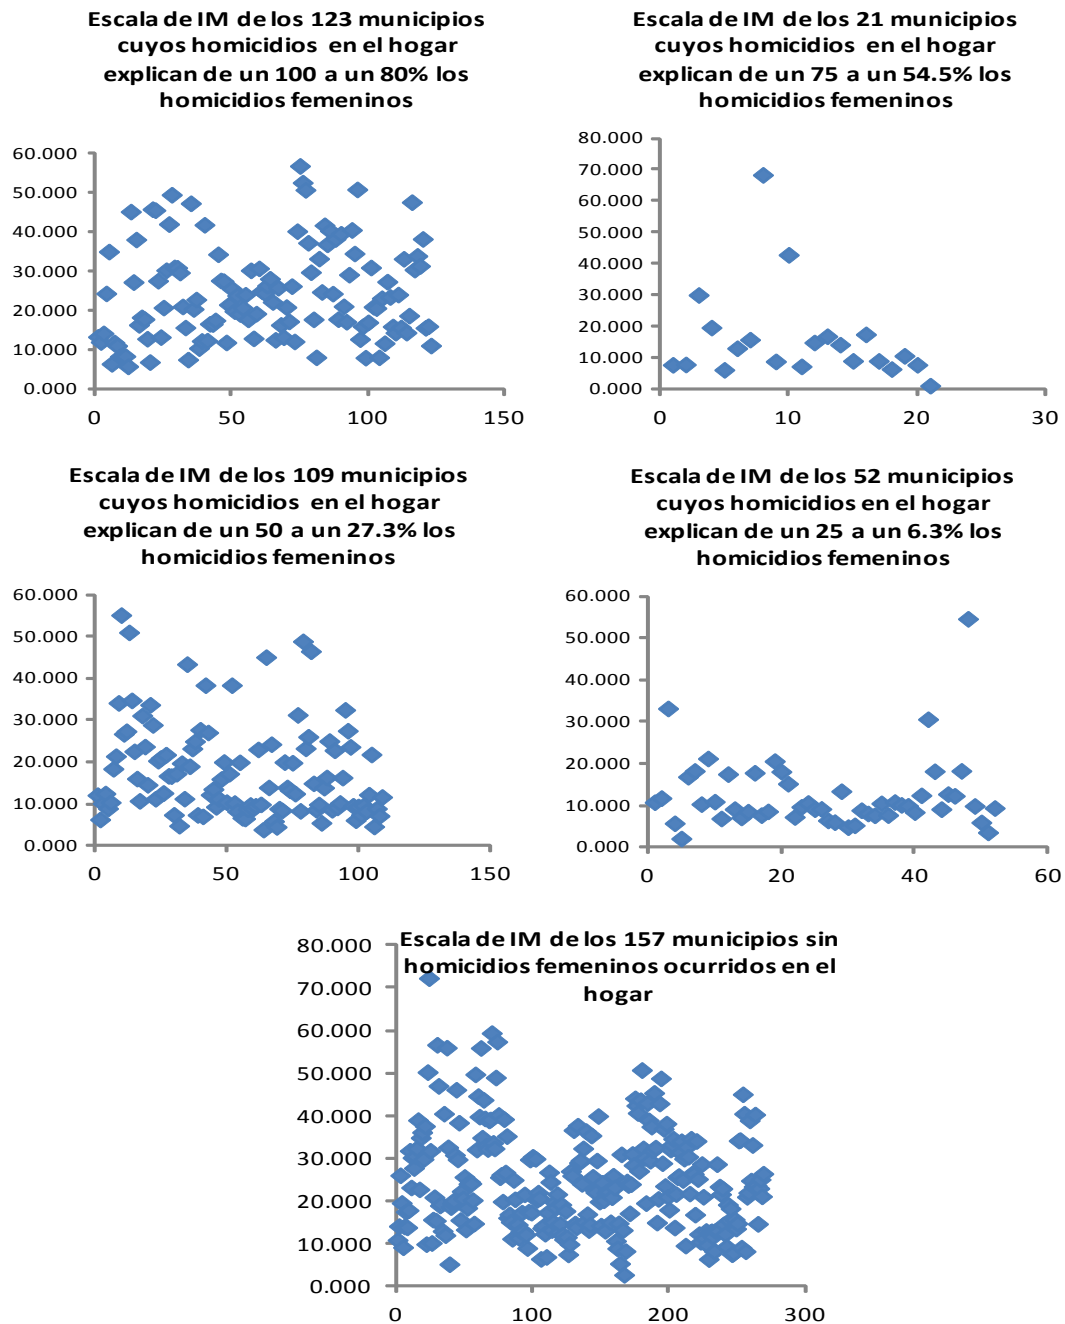 Escala de IM de los 123 municipios
cuyos homicidios en el hogar
explican de un 100 a un 80% los
homicidios femeninos
60.000
50.000
40.000
30.000
20.000
10.000
0.000
0 50 100 150
Escala de IM de los 21 municipios
cuyos homicidios en el hogar
explican de un 75 a un 54.5% los
homicidios femeninos
80.000
70.000
60.000
50.000
40.000
30.000
20.000
10.000
0.000
0 10 20 30
Escala de IM de los 109 municipios
cuyos homicidios en el hogar
explican de un 50 a un 27.3% los
homicidios femeninos
60.000
50.000
40.000
30.000
20.000
10.000
0.000
0 50 100 150
Escala de IM de los 52 municipios
cuyos homicidios en el hogar
explican de un 25 a un 6.3% los
homicidios femeninos
60.000
50.000
40.000
30.000
20.000
10.000
0.000
0 20 40 60
Escala de IM de los 157 municipios sin
homicidios femeninos ocurridos en el
hogar
80.000
70.000
60.000
50.000
40.000
30.000
20.000
10.000
0.000
0 100 200 300